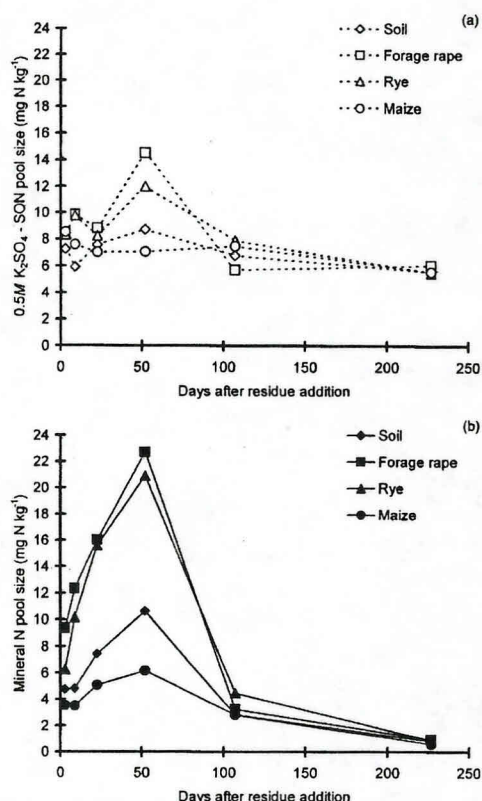 (a)
Soil
Forage rape
Rye
Maize
0.5M K₂SO₄ - SON pool size (mg N kg⁻¹)
24
22
20
18
16
14
12
10
8
6
4
2
0
0 50 100 150 200 250
Days after residue addition
(b)
Soil
Forage rape
Rye
Maize
Mineral N pool size (mg N kg⁻¹)
24
22
20
18
16
14
12
10
8
6
4
2
0
0 50 100 150 200 250
Days after residue addition